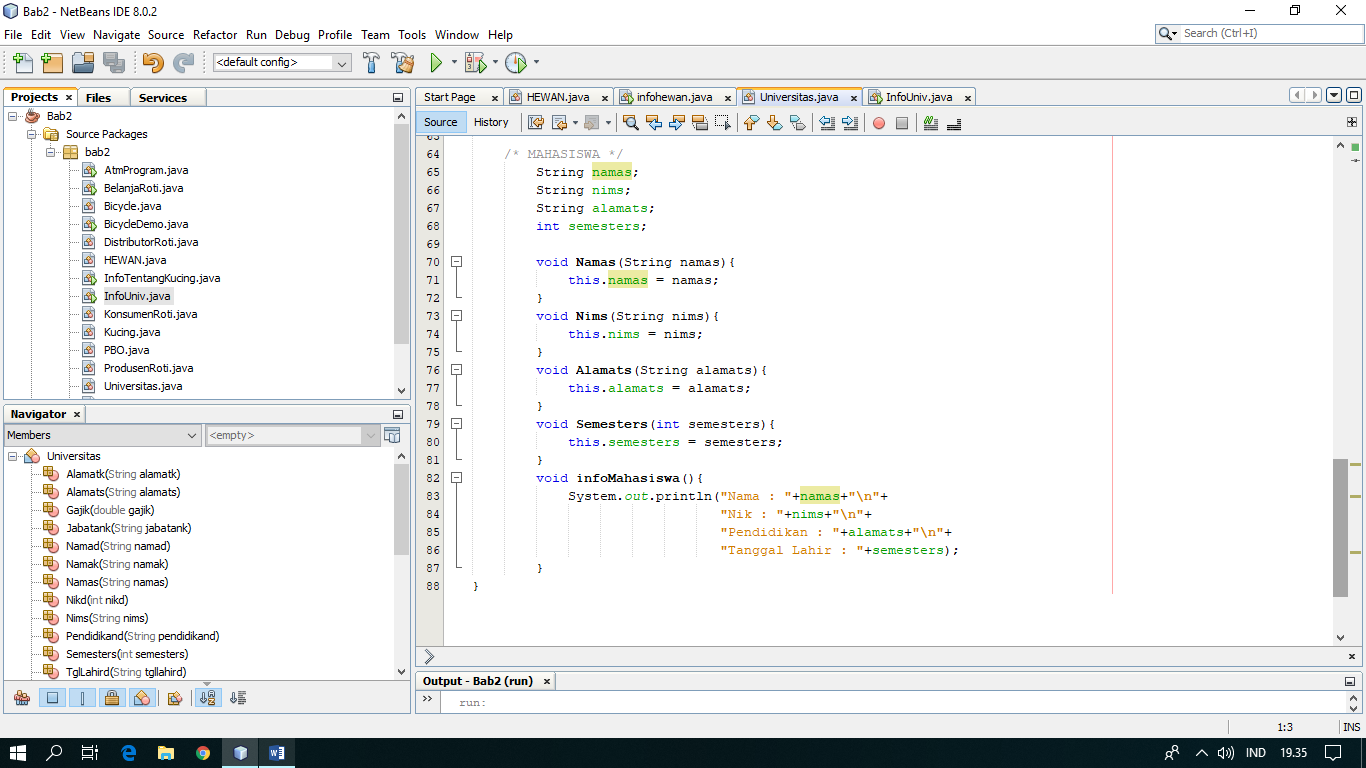 Bab2 - NetBeans IDE 8.0.2
File Edit View Navigate Source Refactor Run Debug Profile Team Tools Window Help
Search (Ctrl+I)
<default config>
Projects
Files
Services
Bab2
Source Packages
bab2
AtmProgram.java
BelanjaRoti.java
Bicycle.java
BicycleDemo.java
DistributorRoti.java
HEWAN.java
InfoTentangKucing.java
InfoUniv.java
KonsumenRoti.java
Kucing.java
PBO.java
ProdusenRoti.java
Universitas.java
Navigator
Members
<empty>
Universitas
Alamatk(String alamatk)
Alamats(String alamats)
Gajik(double gajik)
Jabatank(String jabatank)
Namad(String namad)
Namak(String namak)
Namas(String namas)
Nikd(int nikd)
Nims(String nims)
Pendidikand(String pendidikand)
Semesters(int semesters)
TglLahird(String tgllahird)
Start Page
HEWAN.java
infohewan.java
Universitas.java
InfoUniv.java
Source
History
63
64 /* MAHASISWA */
65 String namas;
66 String nims;
67 String alamats;
68 int semesters;
69
70 void Namas(String namas){
71 this.namas = namas;
72 }
73 void Nims(String nims){
74 this.nims = nims;
75 }
76 void Alamats(String alamats){
77 this.alamats = alamats;
78 }
79 void Semesters(int semesters){
80 this.semesters = semesters;
81 }
82 void infoMahasiswa(){
83 System.out.println("Nama : "+namas+"\n"+
84 "Nik : "+nims+"\n"+
85 "Pendidikan : "+alamats+"\n"+
86 "Tanggal Lahir : "+semesters);
87 }
88 }
Output - Bab2 (run)
run:
1:3
INS
IND
19.35